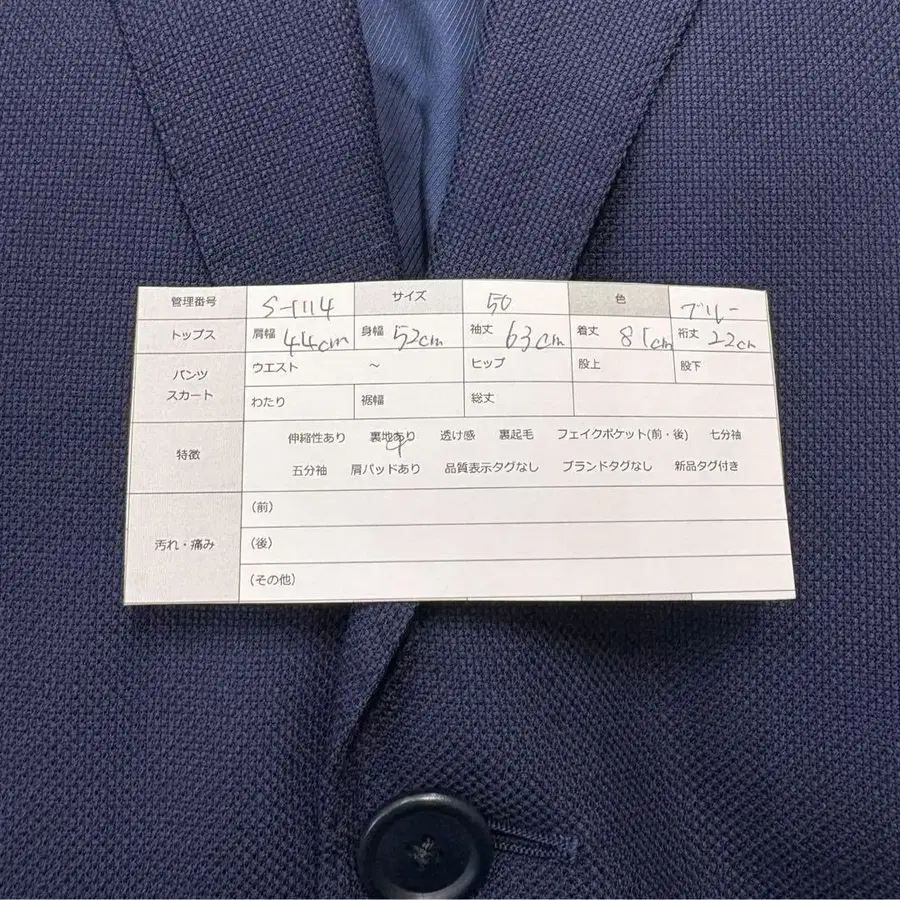 管理番号 S-1114 サイズ 50 色 ブルー
トップス 肩幅 44cm 身幅 52cm 袖丈 63cm 着丈 81cm 裄丈 22cm
パンツ スカート ウエスト ~ ヒップ 股上 股下
わたり 裾幅 総丈
特徴 伸縮性あり 裏地あり 透け感 裏起毛 フェイクポケット(前・後) 七分袖
五分袖 肩パッドあり 品質表示タグなし ブランドタグなし 新品タグ付き
汚れ・痛み (前)
(後)
(その他)